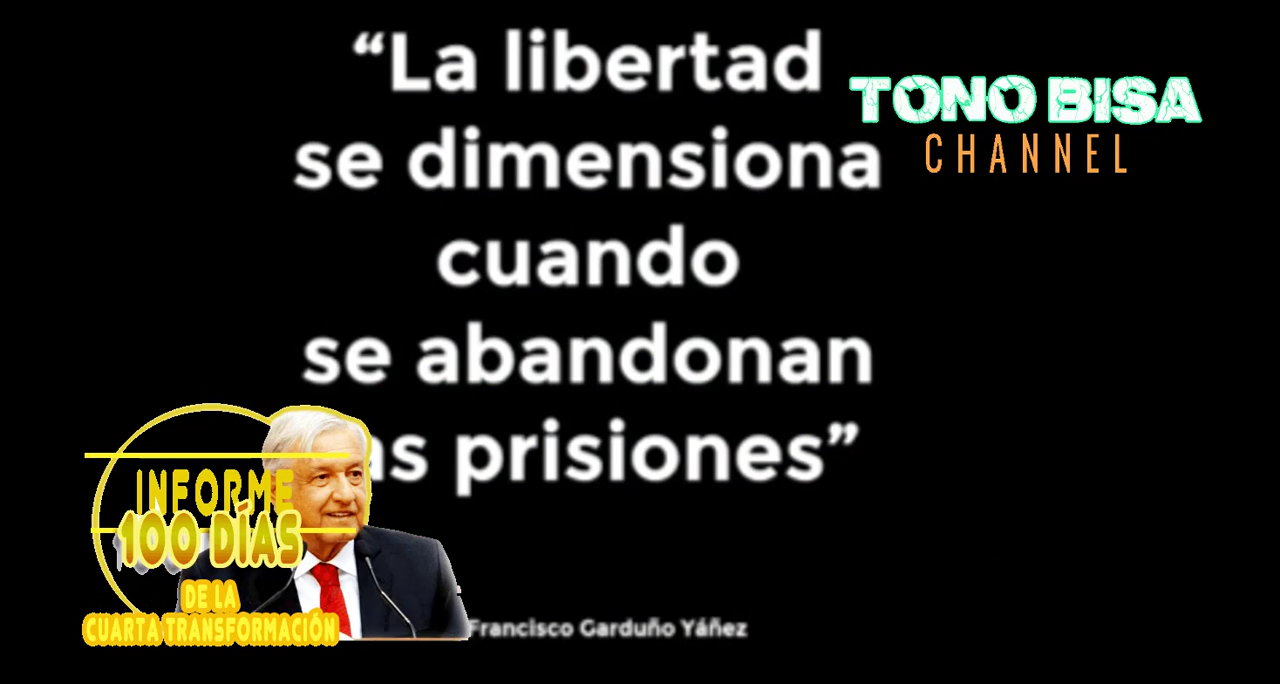 “La libertad
se dimensiona
cuando
se abandonan
as prisiones”
Francisco Garduño Yáñez
TONO BISA
CHANNEL
INFORME
100 DÍAS
DE LA
CUARTA TRANSFORMACIÓN